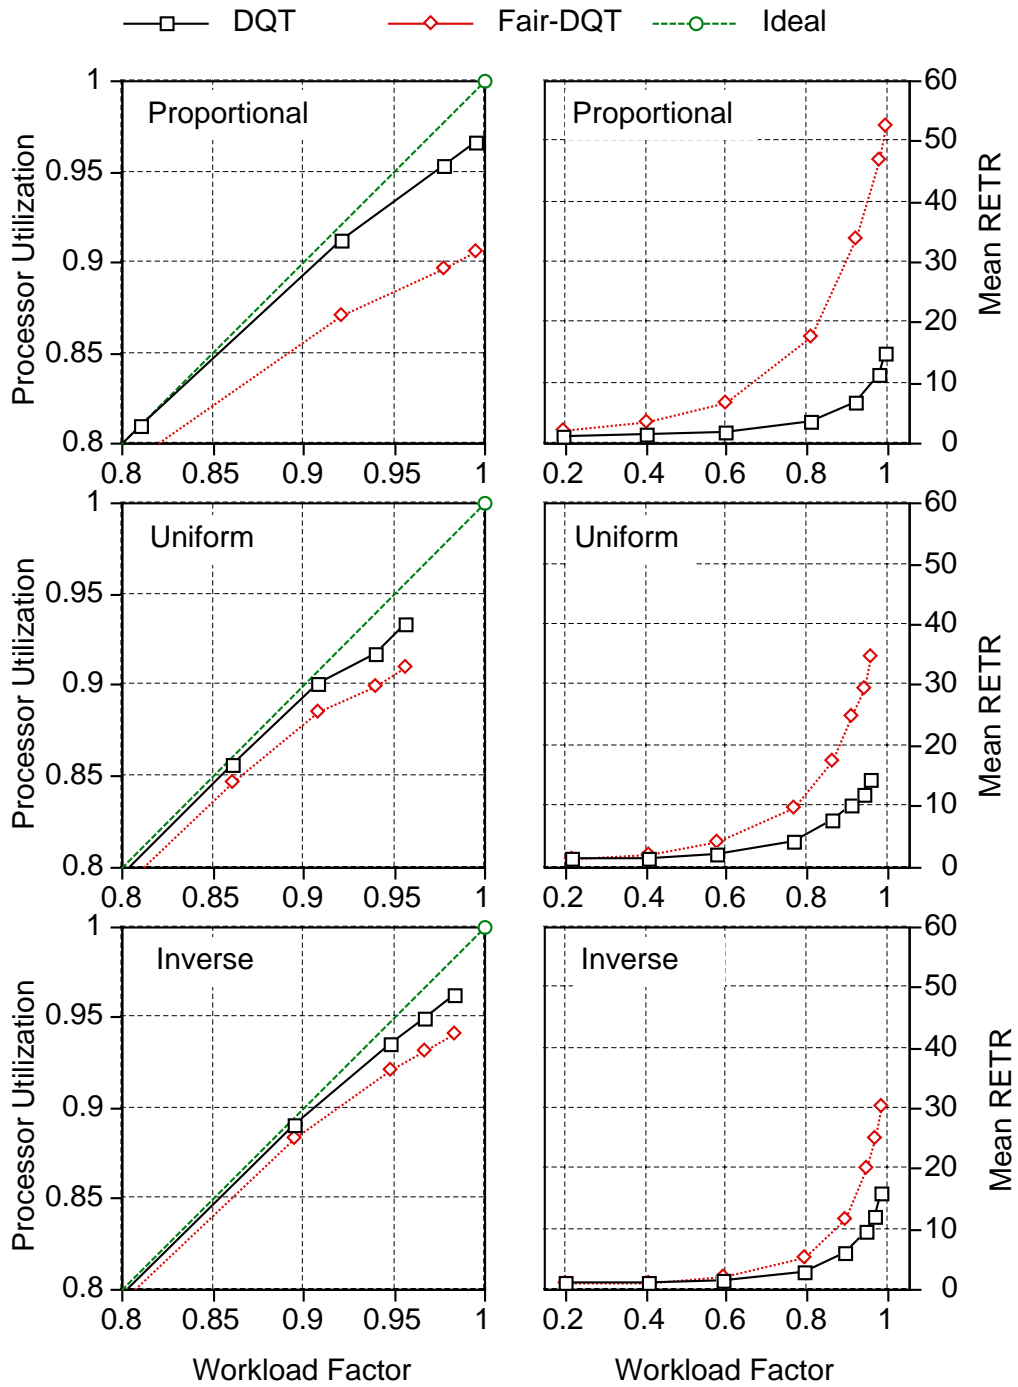 DQT Fair-DQT Ideal
Proportional
Processor Utilization
1
0.95
0.9
0.85
0.8
0.8 0.85 0.9 0.95 1
Proportional
Mean RETR
60
50
40
30
20
10
0
0.2 0.4 0.6 0.8 1
Uniform
Processor Utilization
1
0.95
0.9
0.85
0.8
0.8 0.85 0.9 0.95 1
Uniform
Mean RETR
60
50
40
30
20
10
0
0.2 0.4 0.6 0.8 1
Inverse
Processor Utilization
1
0.95
0.9
0.85
0.8
0.8 0.85 0.9 0.95 1
Workload Factor
Inverse
Mean RETR
60
50
40
30
20
10
0
0.2 0.4 0.6 0.8 1
Workload Factor